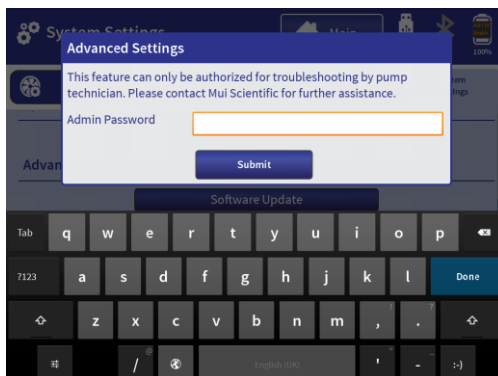 System Settings
Main
100%
Advanced Settings
This feature can only be authorized for troubleshooting by pump
technician. Please contact Mui Scientific for further assistance.
Admin Password
Advan
Submit
Software Update
Tab q w e r t y u i o p
?123 a s d f g h j k l Done
z x c v b n m , ! . ?
/ @ English (UK) ' " - _ :-)